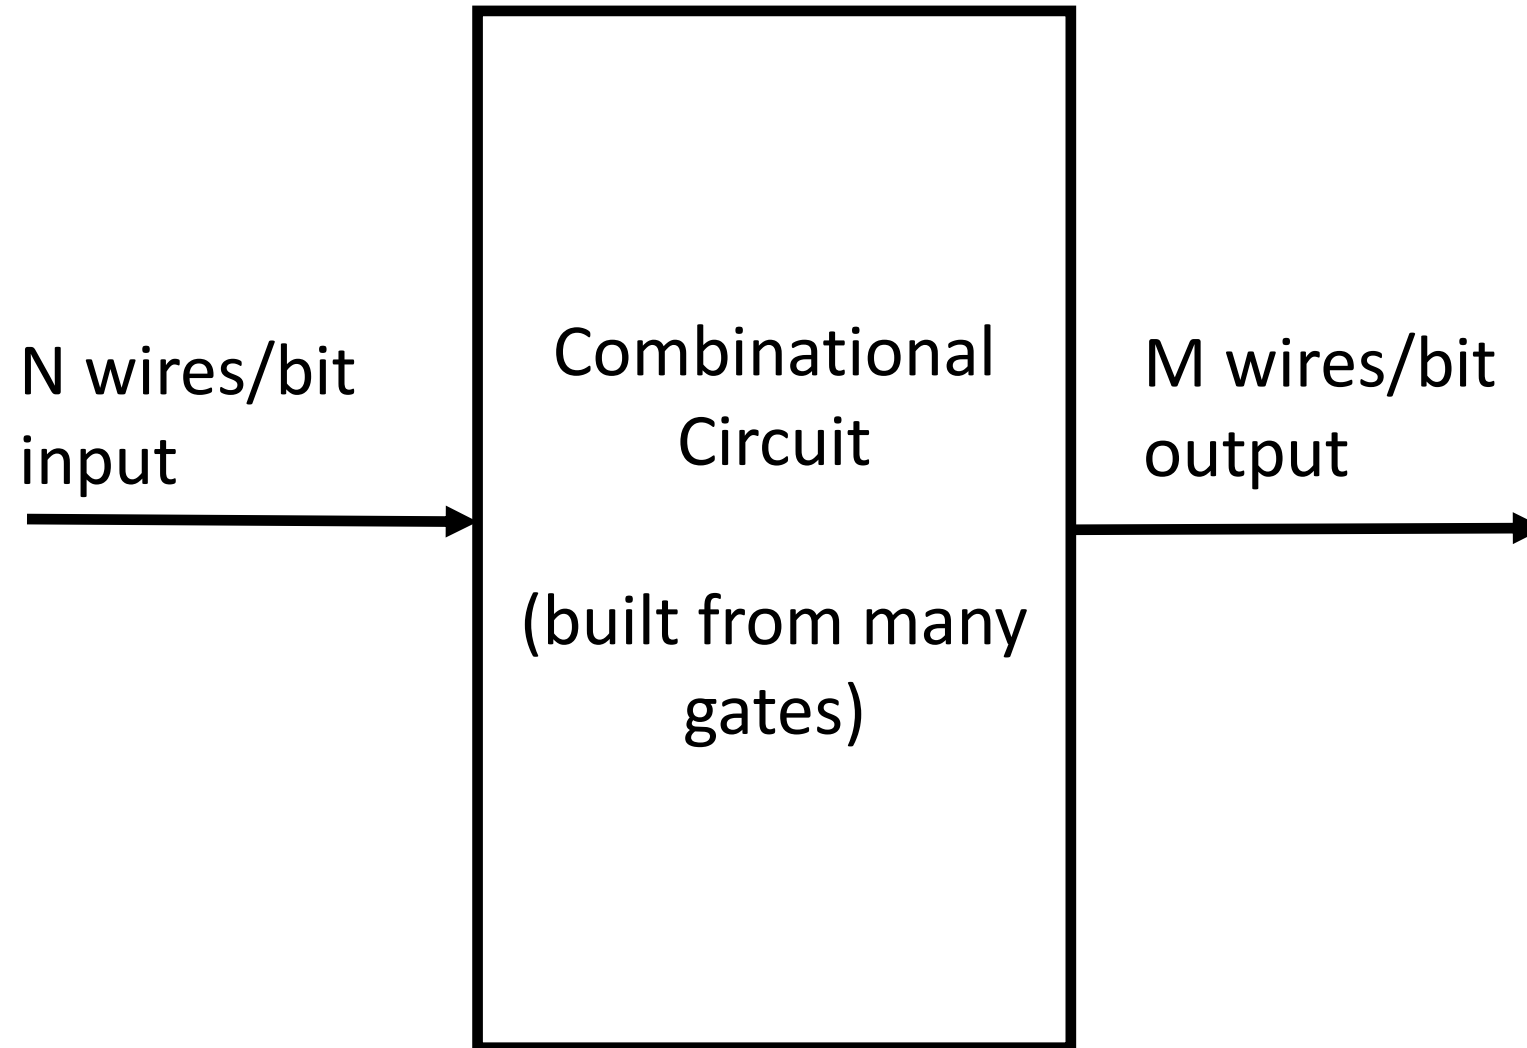 N wires/bit
input
Combinational
Circuit
(built from many
gates)
M wires/bit
output